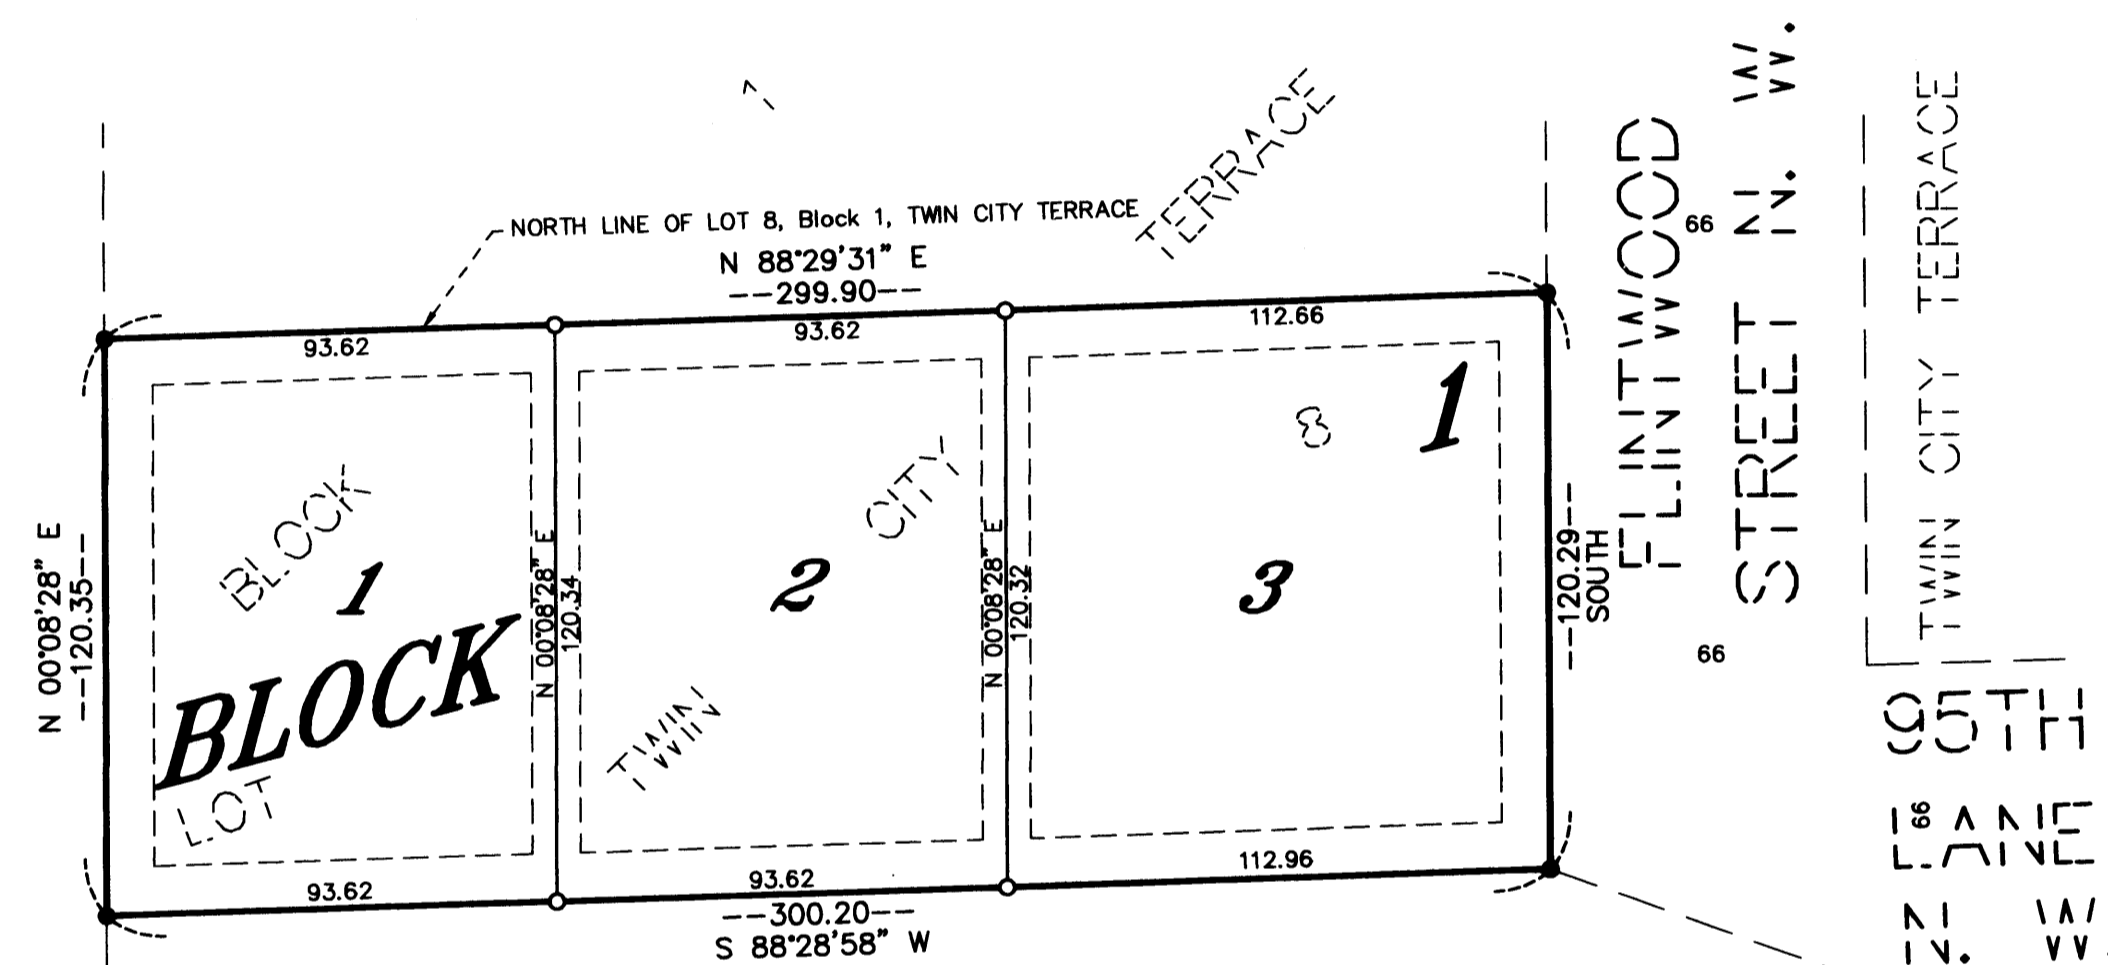 1
TERRACE
NORTH LINE OF LOT 8, Block 1, TWIN CITY TERRACE
N 88°29'31" E
--299.90--
93.62
93.62
112.66
N 00°08'28" E
--120.35--
BLOCK
1
BLOCK
LOT
93.62
N 00°08'28" E
120.34
CITY
2
TWIN
93.62
N 00°08'28" E
120.32
8
1
3
112.96
--300.20--
S 88°28'58" W
--120.29--
SOUTH
FLINTWOOD
STREET N. W.
66
66
TWIN CITY TERRACE
95TH
66
LANE
N. W.